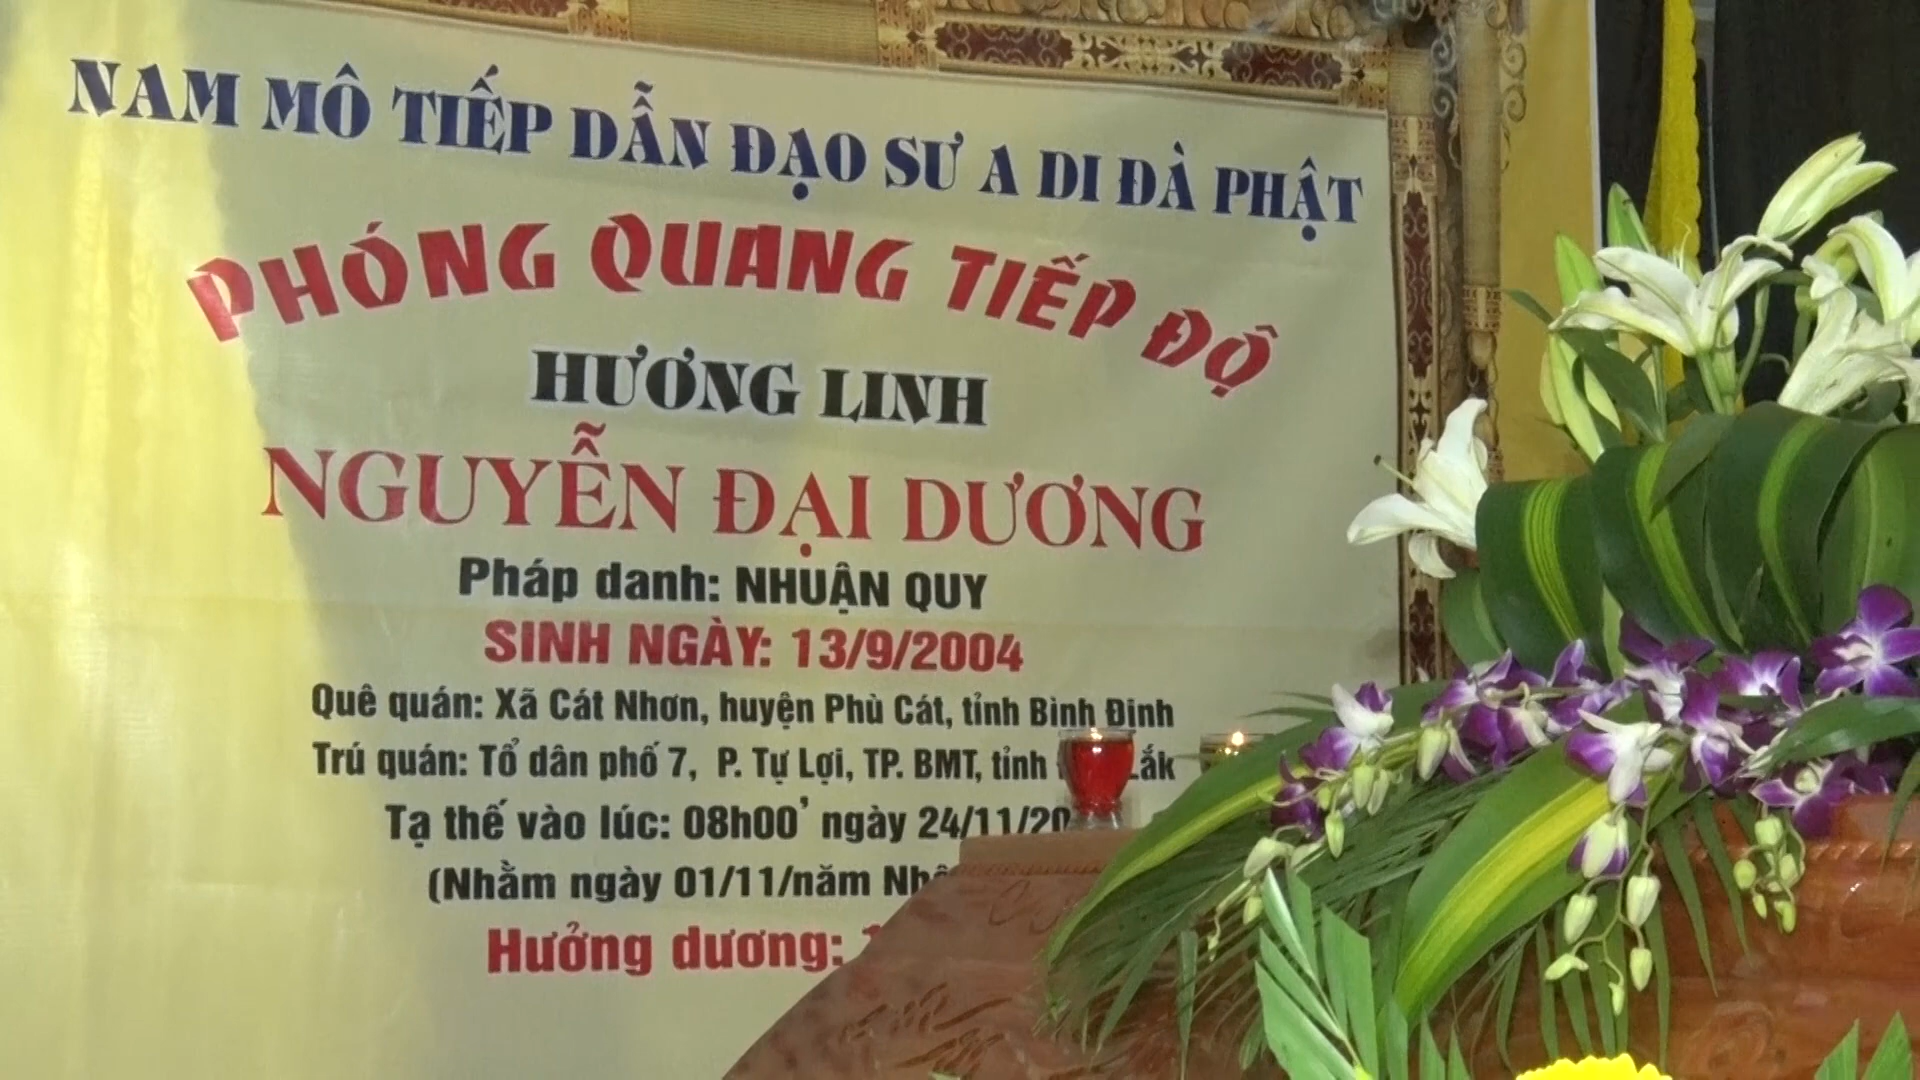 NAM MÔ TIẾP DẪN ĐẠO SƯ A DI ĐÀ PHẬT
PHÓNG QUANG TIẾP ĐỘ
HƯƠNG LINH
NGUYỄN ĐẠI DƯƠNG
Pháp danh: NHUẬN QUY
SINH NGÀY: 13/9/2004
Quê quán: Xã Cát Nhơn, huyện Phù Cát, tỉnh Bình Định
Trú quán: Tổ dân phố 7, P. Tự Lợi, TP. BMT, tỉnh Lắk
Tạ thế vào lúc: 08h00' ngày 24/11/20
(Nhằm ngày 01/11/năm
Hưởng dương: